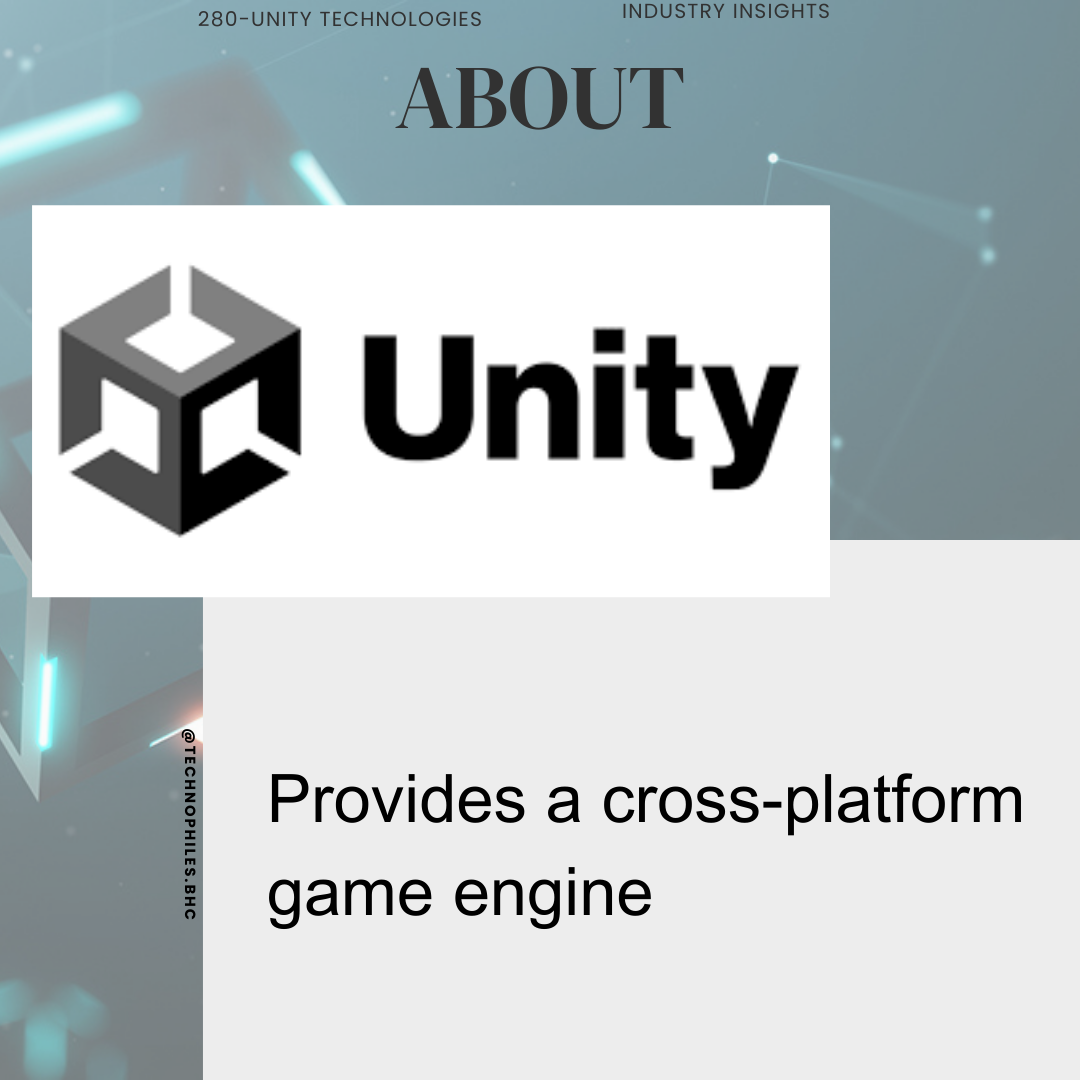 280-UNITY TECHNOLOGIES
INDUSTRY INSIGHTS
ABOUT
Unity
@TECHNOPHILES.BHC
Provides a cross-platform
game engine